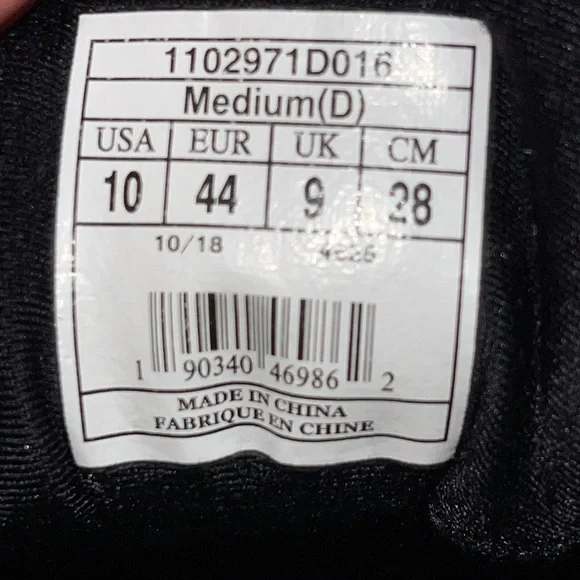 1102971D016
Medium(D)
USA EUR UK CM
10 44 9 28
10/18
1 90340 46986 2
MADE IN CHINA
FABRIQUE EN CHINE